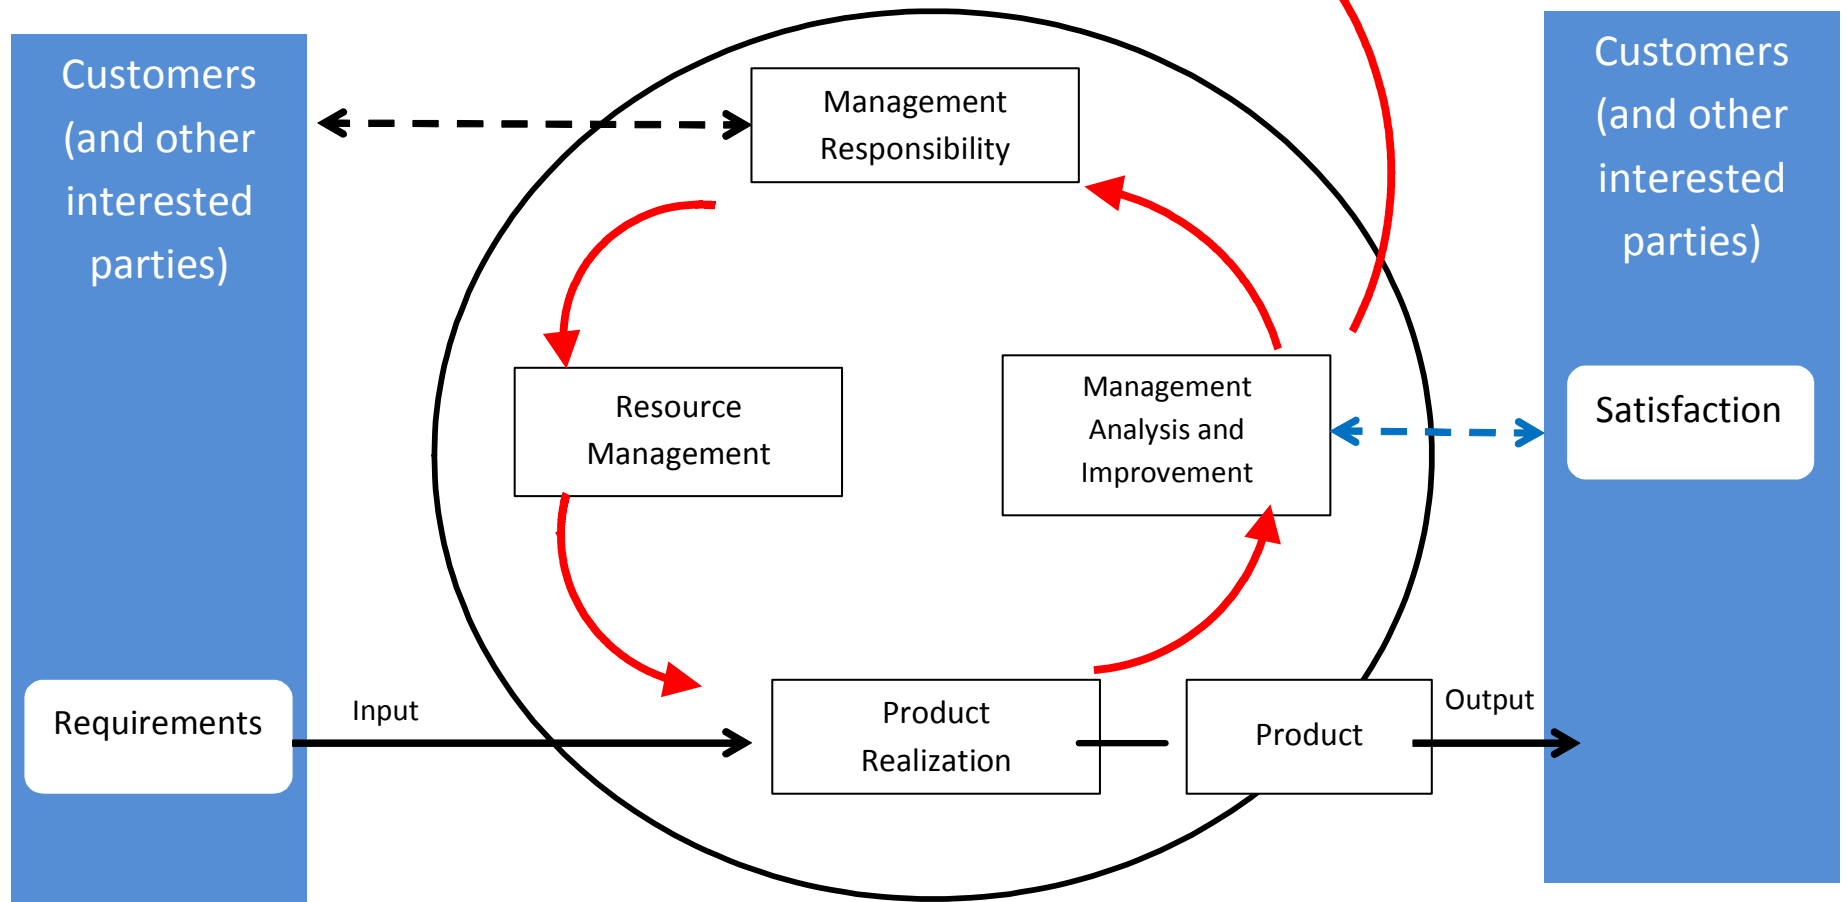 Customers
(and other
interested
parties)
Requirements
Input
Management
Responsibility
Resource
Management
Management
Analysis and
Improvement
Product
Realization
Product
Output
Customers
(and other
interested
parties)
Satisfaction